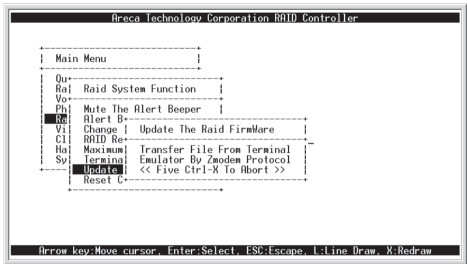 Areca Technology Corporation RAID Controller
Main Menu
Qu
Ra Raid System Function
Vo
Ph Mute The Alert Beeper
Ra Alert B
Vi Change Update The Raid FirmWare
Cl RAID Re
Ha Maximum Transfer File From Terminal
Sy Termina Emulator By Zmodem Protocol
Update << Five Ctrl-X To Abort >>
Reset C
Arrow key:Move cursor, Enter:Select, ESC:Escape, L:Line Draw, X:Redraw